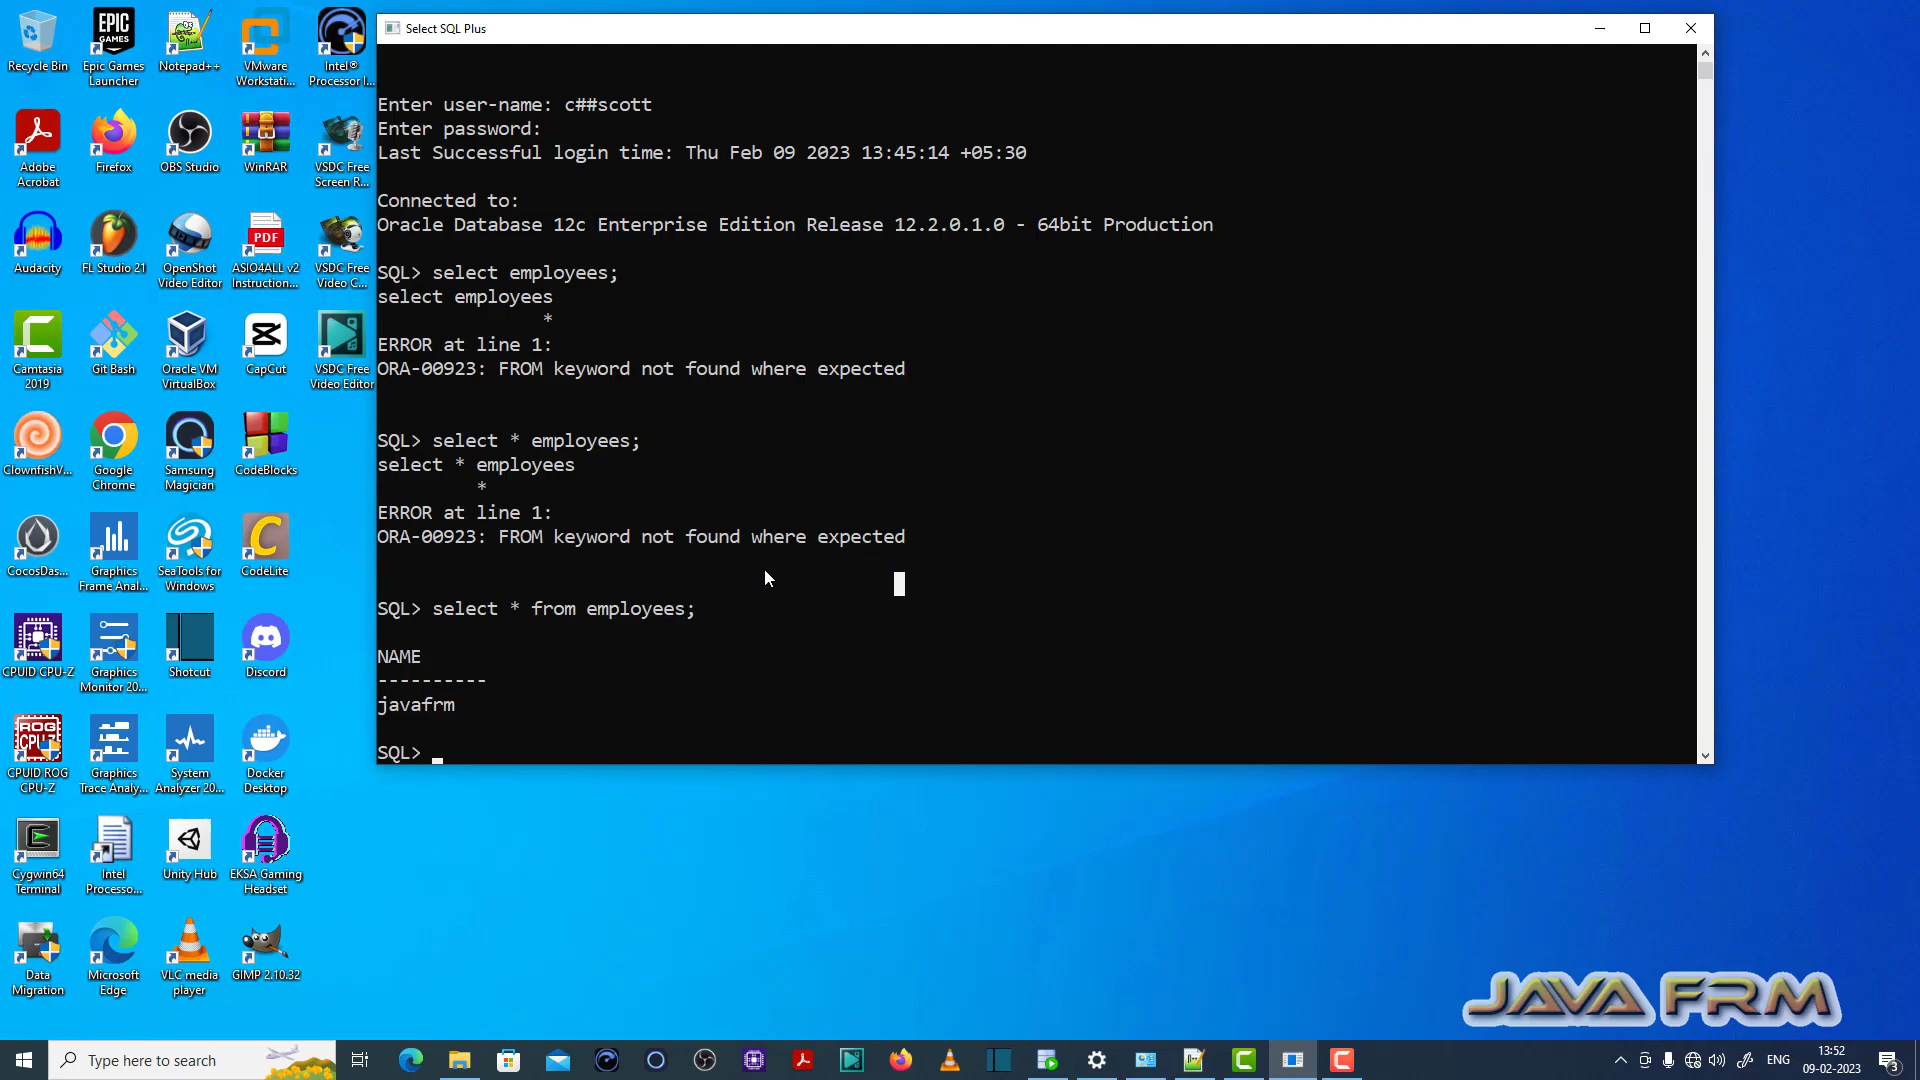 Recycle Bin
Epic Games
Launcher
Notepad++
VMware
Workstati...
Intel®
Processor I...
Adobe
Acrobat
Firefox
OBS Studio
WinRAR
VSDC Free
Screen R...
Audacity
FL Studio 21
OpenShot
Video Editor
PDF
ASIO4ALL v2
Instruction...
VSDC Free
Video C...
Camtasia
2019
Git Bash
Oracle VM
VirtualBox
CapCut
VSDC Free
Video Editor
ClownfishV...
Google
Chrome
Samsung
Magician
CodeBlocks
CocosDas...
Graphics
Frame Anal...
SeaTools for
Windows
CodeLite
CPUID CPU-Z
Graphics
Monitor 20...
Shotcut
Discord
CPUID ROG
CPU-Z
Graphics
Trace Analy...
System
Analyzer 20...
Docker
Desktop
Cygwin64
Terminal
Intel
Processo...
Unity Hub
EKSA Gaming
Headset
Data
Migration
Microsoft
Edge
VLC media
player
GIMP 2.10.32
EPIC
GAMES
ROG
CPU-Z
Select SQL Plus
Enter user-name: c##scott
Enter password:
Last Successful login time: Thu Feb 09 2023 13:45:14 +05:30
Connected to:
Oracle Database 12c Enterprise Edition Release 12.2.0.1.0 - 64bit Production
SQL> select employees;
select employees
*
ERROR at line 1:
ORA-00923: FROM keyword not found where expected
SQL> select * employees;
select * employees
*
ERROR at line 1:
ORA-00923: FROM keyword not found where expected
SQL> select * from employees;
NAME
----------
javafrm
SQL>
JAVA FRM
Type here to search
ENG
13:52
09-02-2023
3